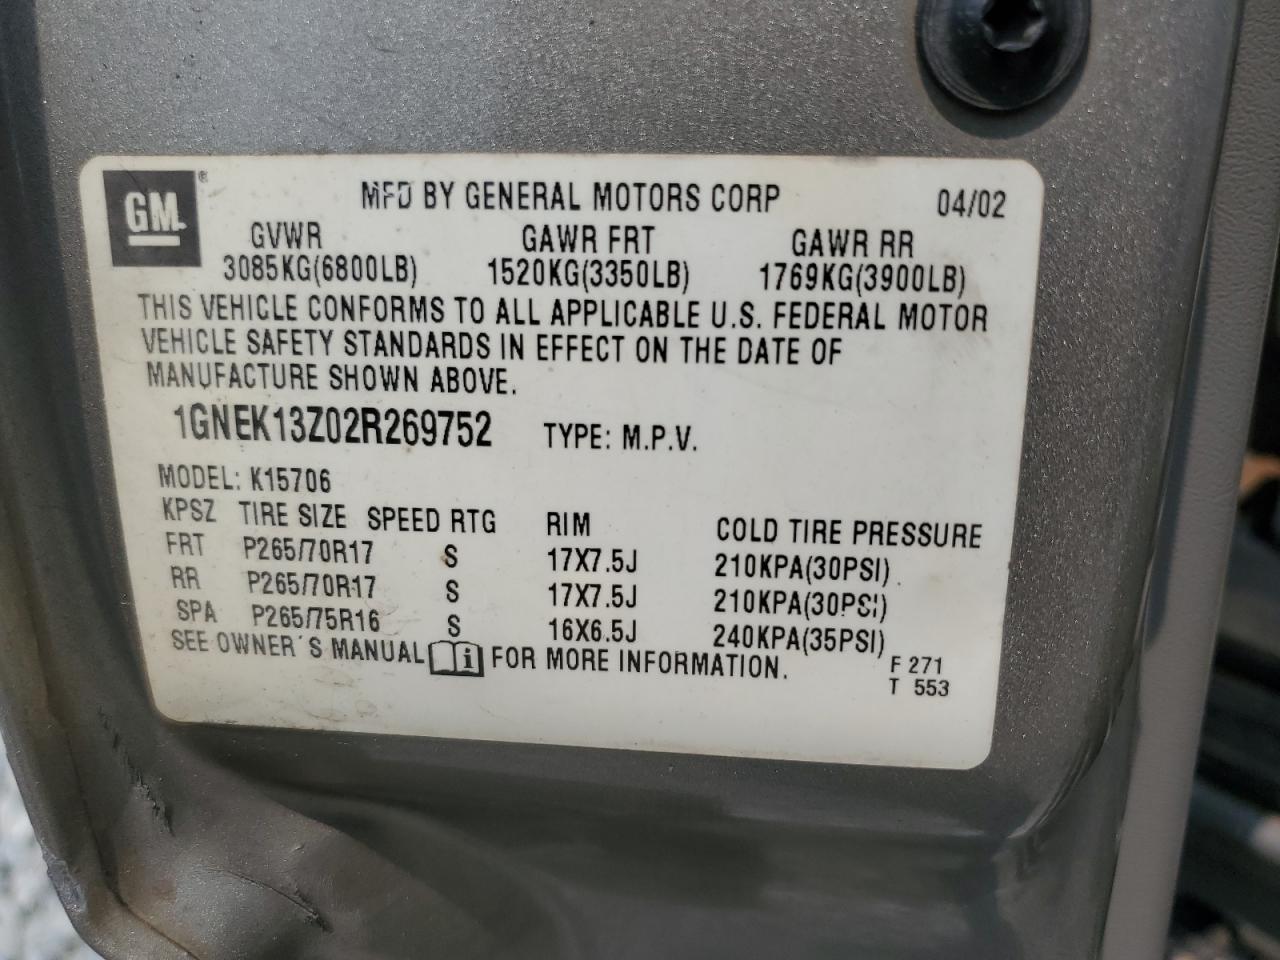 GM®
MFD BY GENERAL MOTORS CORP 04/02
GVWR GAWR FRT GAWR RR
3085KG(6800LB) 1520KG(3350LB) 1769KG(3900LB)
THIS VEHICLE CONFORMS TO ALL APPLICABLE U.S. FEDERAL MOTOR
VEHICLE SAFETY STANDARDS IN EFFECT ON THE DATE OF
MANUFACTURE SHOWN ABOVE.
1GNEK13Z02R269752 TYPE: M.P.V.
MODEL: K15706
KPSZ TIRE SIZE SPEED RTG RIM COLD TIRE PRESSURE
FRT P265/70R17 S 17X7.5J 210KPA(30PSI)
RR P265/70R17 S 17X7.5J 210KPA(30PSI)
SPA P265/75R16 S 16X6.5J 240KPA(35PSI)
SEE OWNER'S MANUAL i FOR MORE INFORMATION.
F 271
T 553